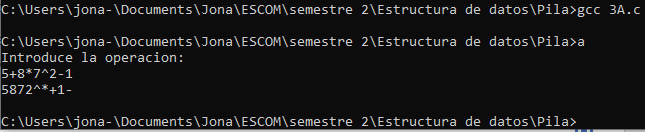 C:\Users\jona-\Documents\Jona\ESCOM\semestre 2\Estructura de datos\Pila>gcc 3A.c
C:\Users\jona-\Documents\Jona\ESCOM\semestre 2\Estructura de datos\Pila>a
Introduce la operacion:
5+8*7^2-1
5872^*+1-
C:\Users\jona-\Documents\Jona\ESCOM\semestre 2\Estructura de datos\Pila>